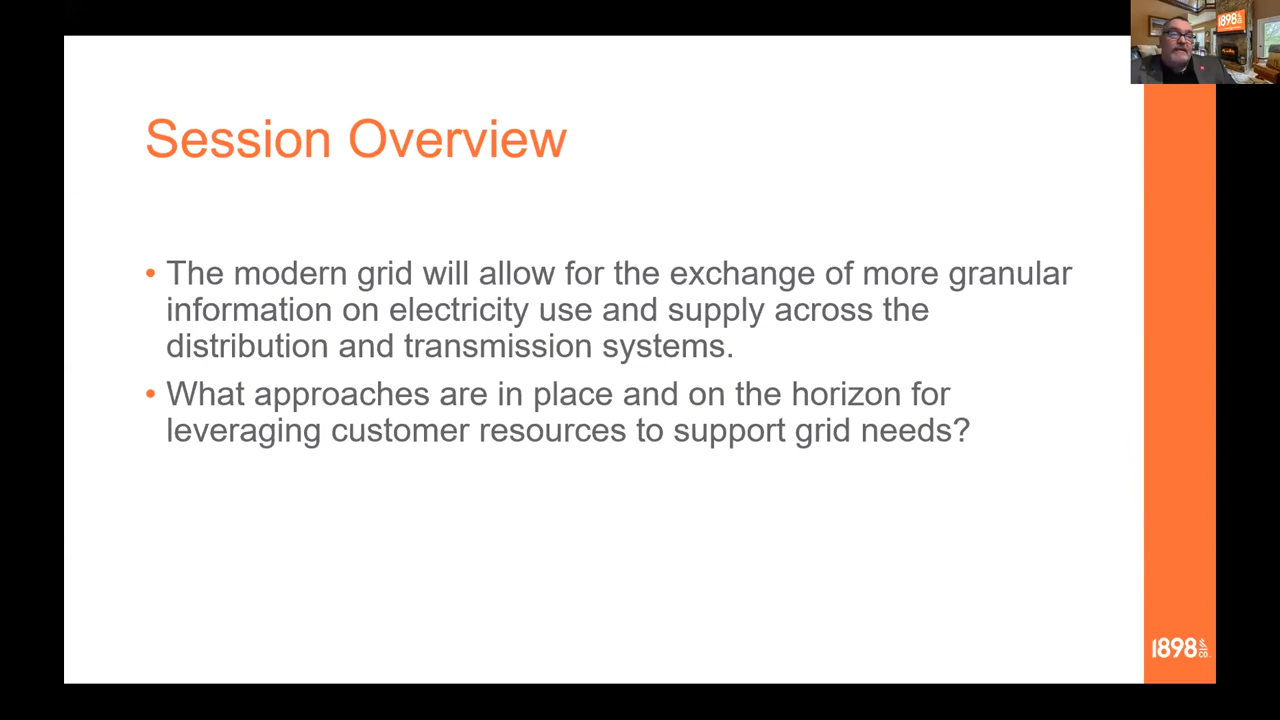 1898
Session Overview
• The modern grid will allow for the exchange of more granular
information on electricity use and supply across the
distribution and transmission systems.
• What approaches are in place and on the horizon for
leveraging customer resources to support grid needs?
1898 & CO